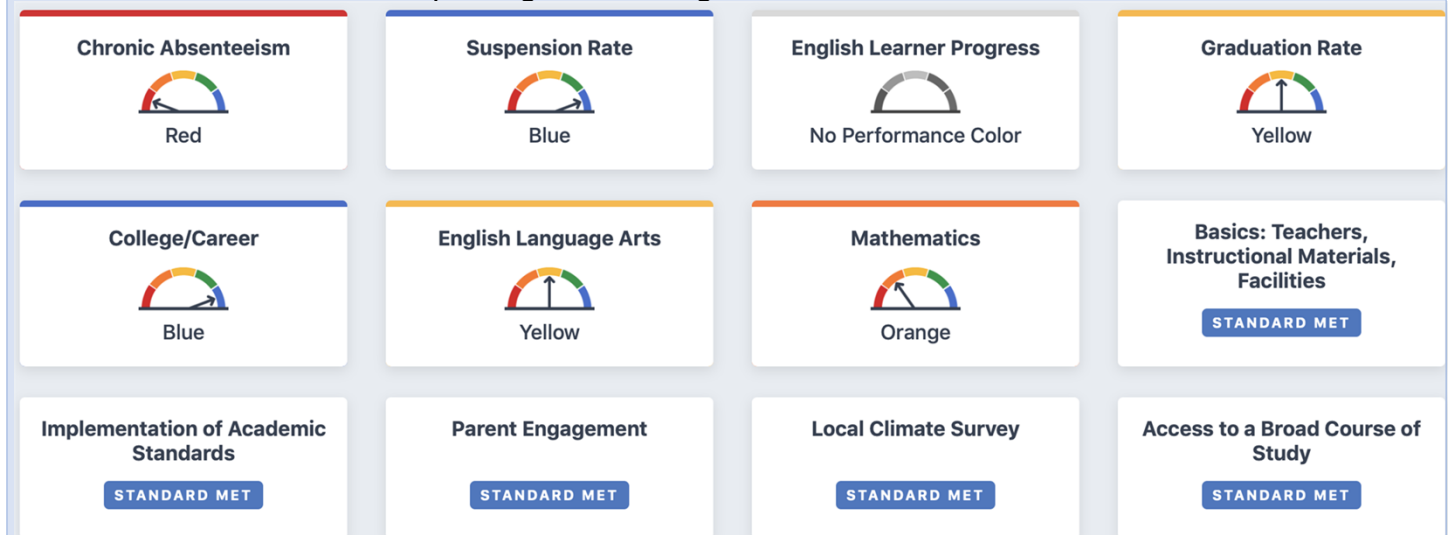 Chronic Absenteeism
Red
Suspension Rate
Blue
English Learner Progress
No Performance Color
Graduation Rate
Yellow
College/Career
Blue
English Language Arts
Yellow
Mathematics
Orange
Basics: Teachers,
Instructional Materials,
Facilities
STANDARD MET
Implementation of Academic
Standards
STANDARD MET
Parent Engagement
STANDARD MET
Local Climate Survey
STANDARD MET
Access to a Broad Course of
Study
STANDARD MET